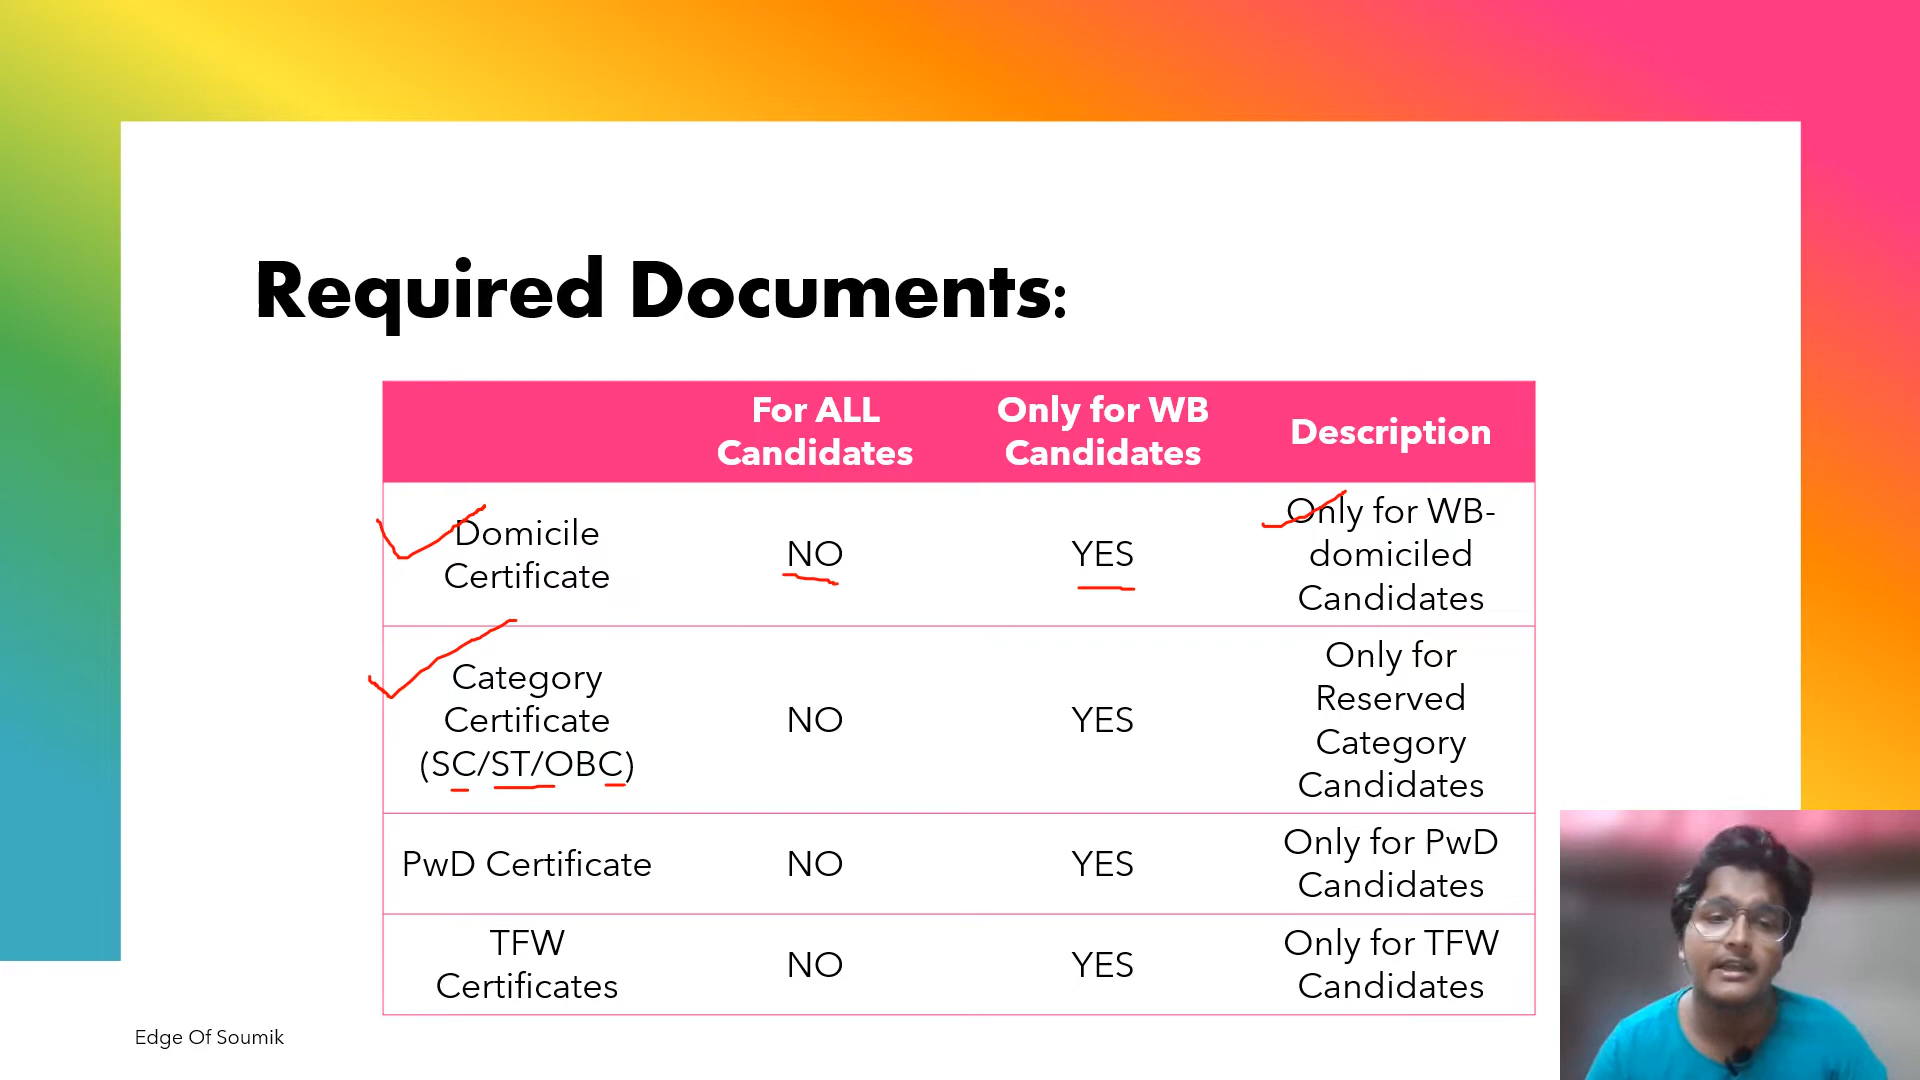 Required Documents:
For ALL Candidates
Only for WB Candidates
Description
Domicile Certificate
NO
YES
Only for WB-domiciled Candidates
Category Certificate (SC/ST/OBC)
NO
YES
Only for Reserved Category Candidates
PwD Certificate
NO
YES
Only for PwD Candidates
TFW Certificates
NO
YES
Only for TFW Candidates
Edge Of Soumik